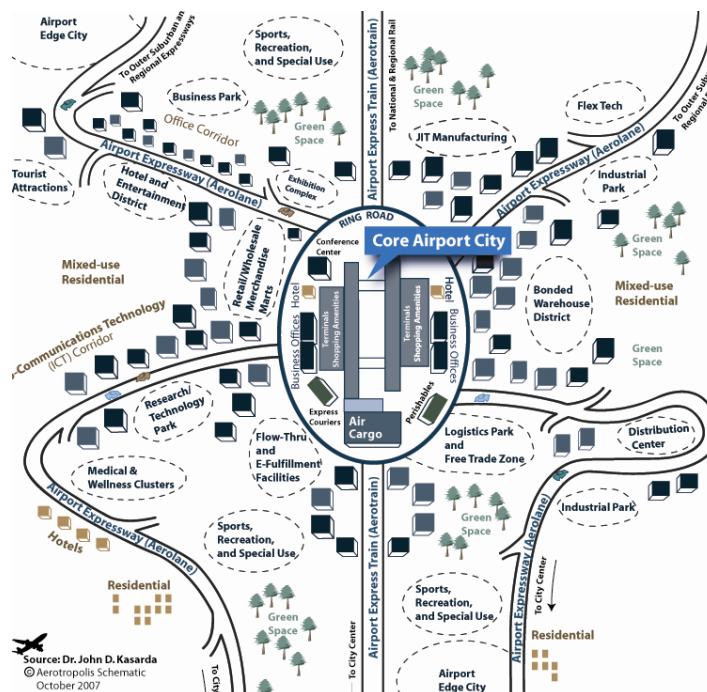 Airport
Edge City
To Outer Suburban and
Regional Expressways
Sports,
Recreation,
and Special Use
Airport Express Train (Aerotrain)
To National & Regional Rail
Green
Space
Flex Tech
To Outer Suburban
Regional
Business Park
Office Corridor
Green
Space
JIT Manufacturing
Airport Expressway (Aerolane)
Airport Expressway (Aerolane)
Industrial
Park
Tourist
Attractions
Hotel and
Entertainment
District
Exhibition
Complex
RING ROAD
Core Airport City
Conference
Center
Green
Space
Mixed-use
Residential
Retail/Wholesale
Merchandise
Marts
Hotel
Hotel
Terminals
Shopping Amenities
Terminals
Shopping Amenities
Business Offices
Business Offices
Bonded
Warehouse
District
Mixed-use
Residential
-Communications Technology
(ICT) Corridor
Green
Space
Research/
Technology
Park
Express
Couriers
Perishables
Air
Cargo
Flow-Thru
and
E-Fulfillment
Facilities
Logistics Park
and
Free Trade Zone
Distribution
Center
Medical &
Wellness Clusters
Airport Expressway (Aerolane)
Hotels
Sports,
Recreation,
and Special Use
Airport Express Train (Aerotrain)
Green
Space
Industrial Park
Airport Expressway (Aerolane)
To City Center
Residential
Green
Space
Sports,
Recreation,
and Special Use
Residential
To City Center
To City
Airport
Edge City
Source: Dr. John D. Kasarda
© Aerotropolis Schematic
October 2007